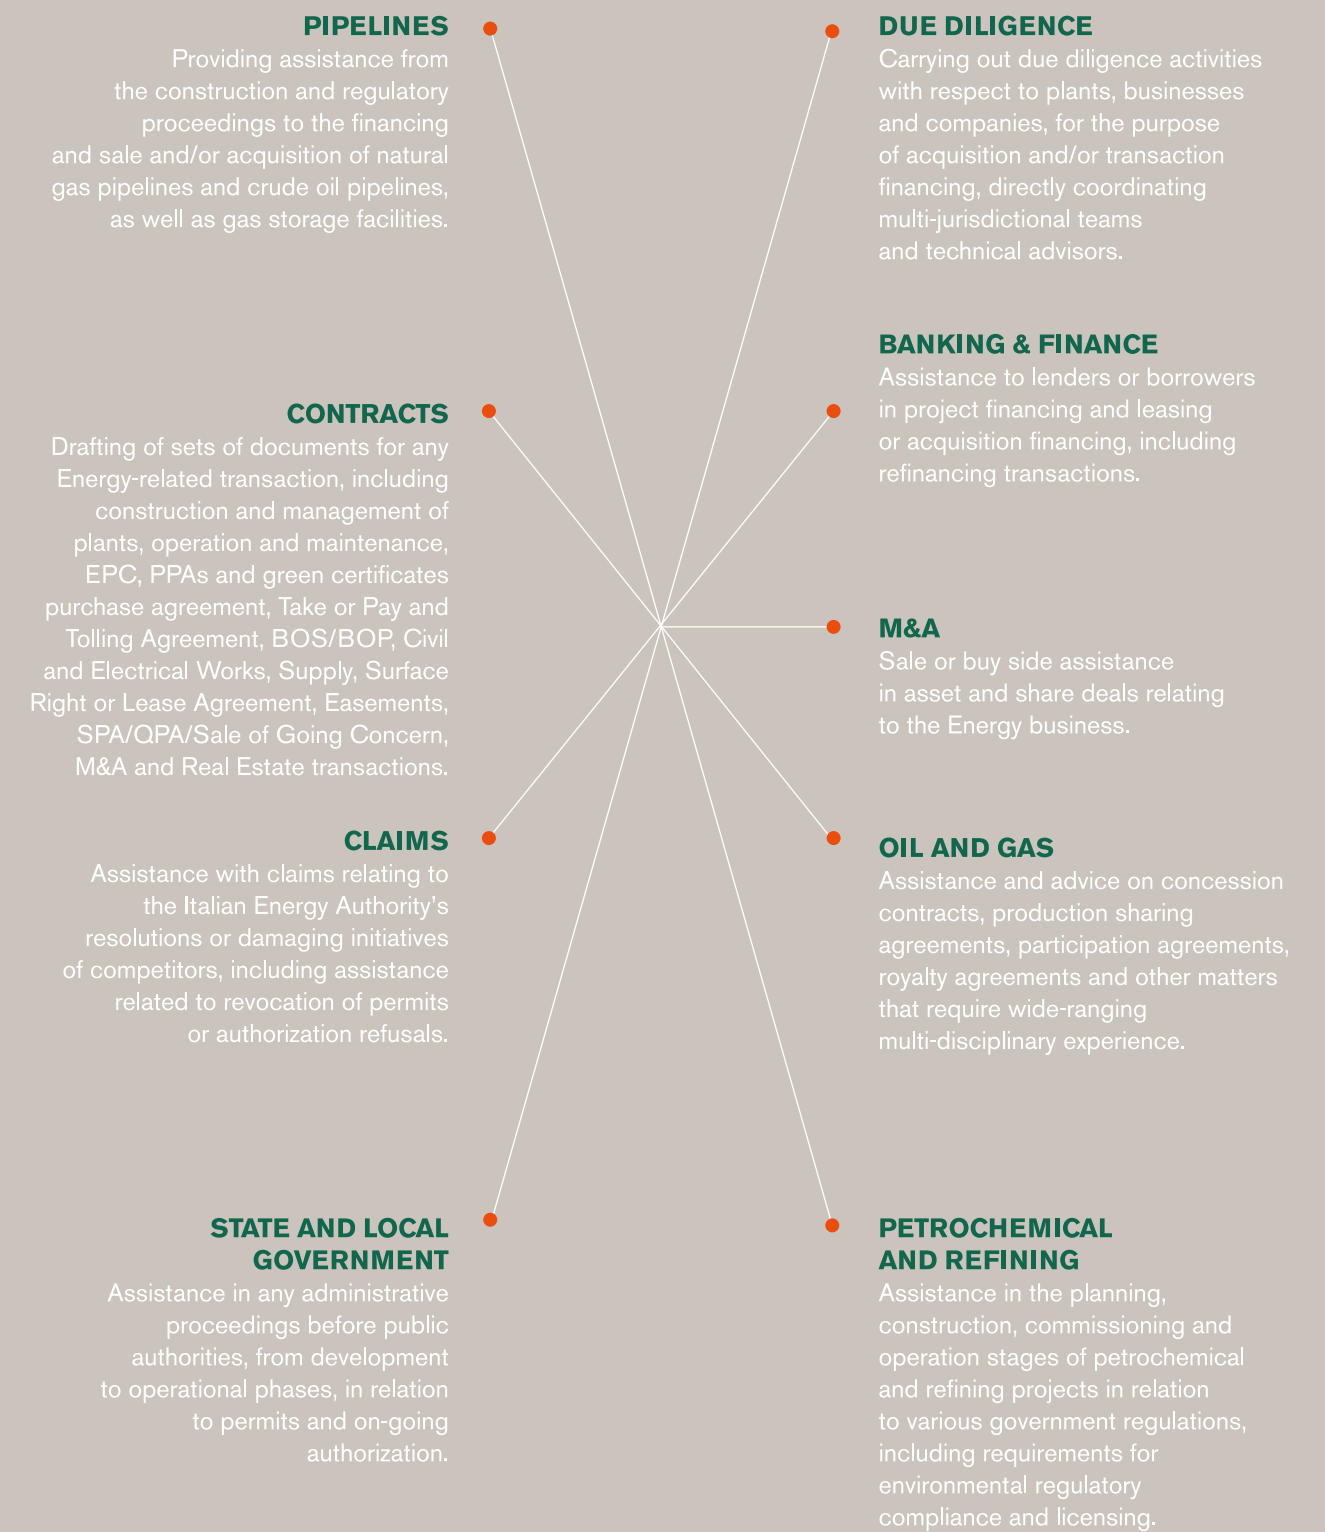 PIPELINES
Providing assistance from
the construction and regulatory
proceedings to the financing
and sale and/or acquisition of natural
gas pipelines and crude oil pipelines,
as well as gas storage facilities.
CONTRACTS
Drafting of sets of documents for any
Energy-related transaction, including
construction and management of
plants, operation and maintenance,
EPC, PPAs and green certificates
purchase agreement, Take or Pay and
Tolling Agreement, BOS/BOP, Civil
and Electrical Works, Supply, Surface
Right or Lease Agreement, Easements,
SPA/QPA/Sale of Going Concern,
M&A and Real Estate transactions.
CLAIMS
Assistance with claims relating to
the Italian Energy Authority's
resolutions or damaging initiatives
of competitors, including assistance
related to revocation of permits
or authorization refusals.
STATE AND LOCAL
GOVERNMENT
Assistance in any administrative
proceedings before public
authorities, from development
to operational phases, in relation
to permits and on-going
authorization.
DUE DILIGENCE
Carrying out due diligence activities
with respect to plants, businesses
and companies, for the purpose
of acquisition and/or transaction
financing, directly coordinating
multi-jurisdictional teams
and technical advisors.
BANKING & FINANCE
Assistance to lenders or borrowers
in project financing and leasing
or acquisition financing, including
refinancing transactions.
M&A
Sale or buy side assistance
in asset and share deals relating
to the Energy business.
OIL AND GAS
Assistance and advice on concession
contracts, production sharing
agreements, participation agreements,
royalty agreements and other matters
that require wide-ranging
multi-disciplinary experience.
PETROCHEMICAL
AND REFINING
Assistance in the planning,
construction, commissioning and
operation stages of petrochemical
and refining projects in relation
to various government regulations,
including requirements for
environmental regulatory
compliance and licensing.